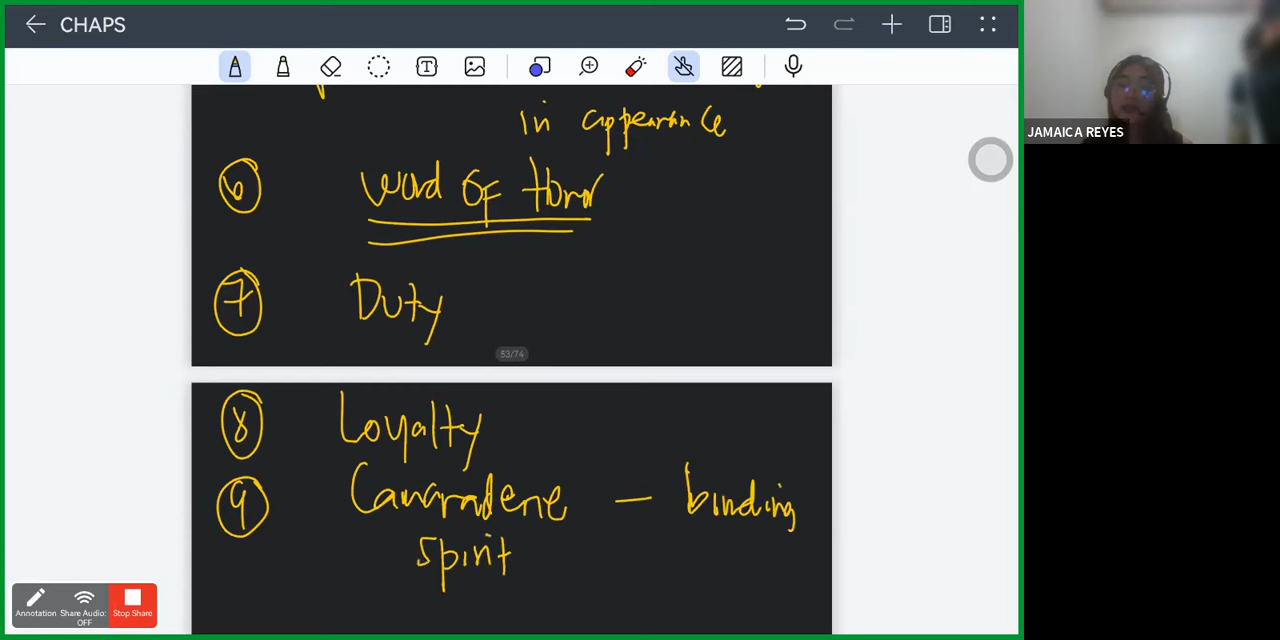 CHAPS
in appearance
6 Word of Honor
7 Duty
53/74
8 Loyalty
9 Camaraderie — binding
spirit
JAMAICA REYES
Annotation
Share Audio:
OFF
Stop Share